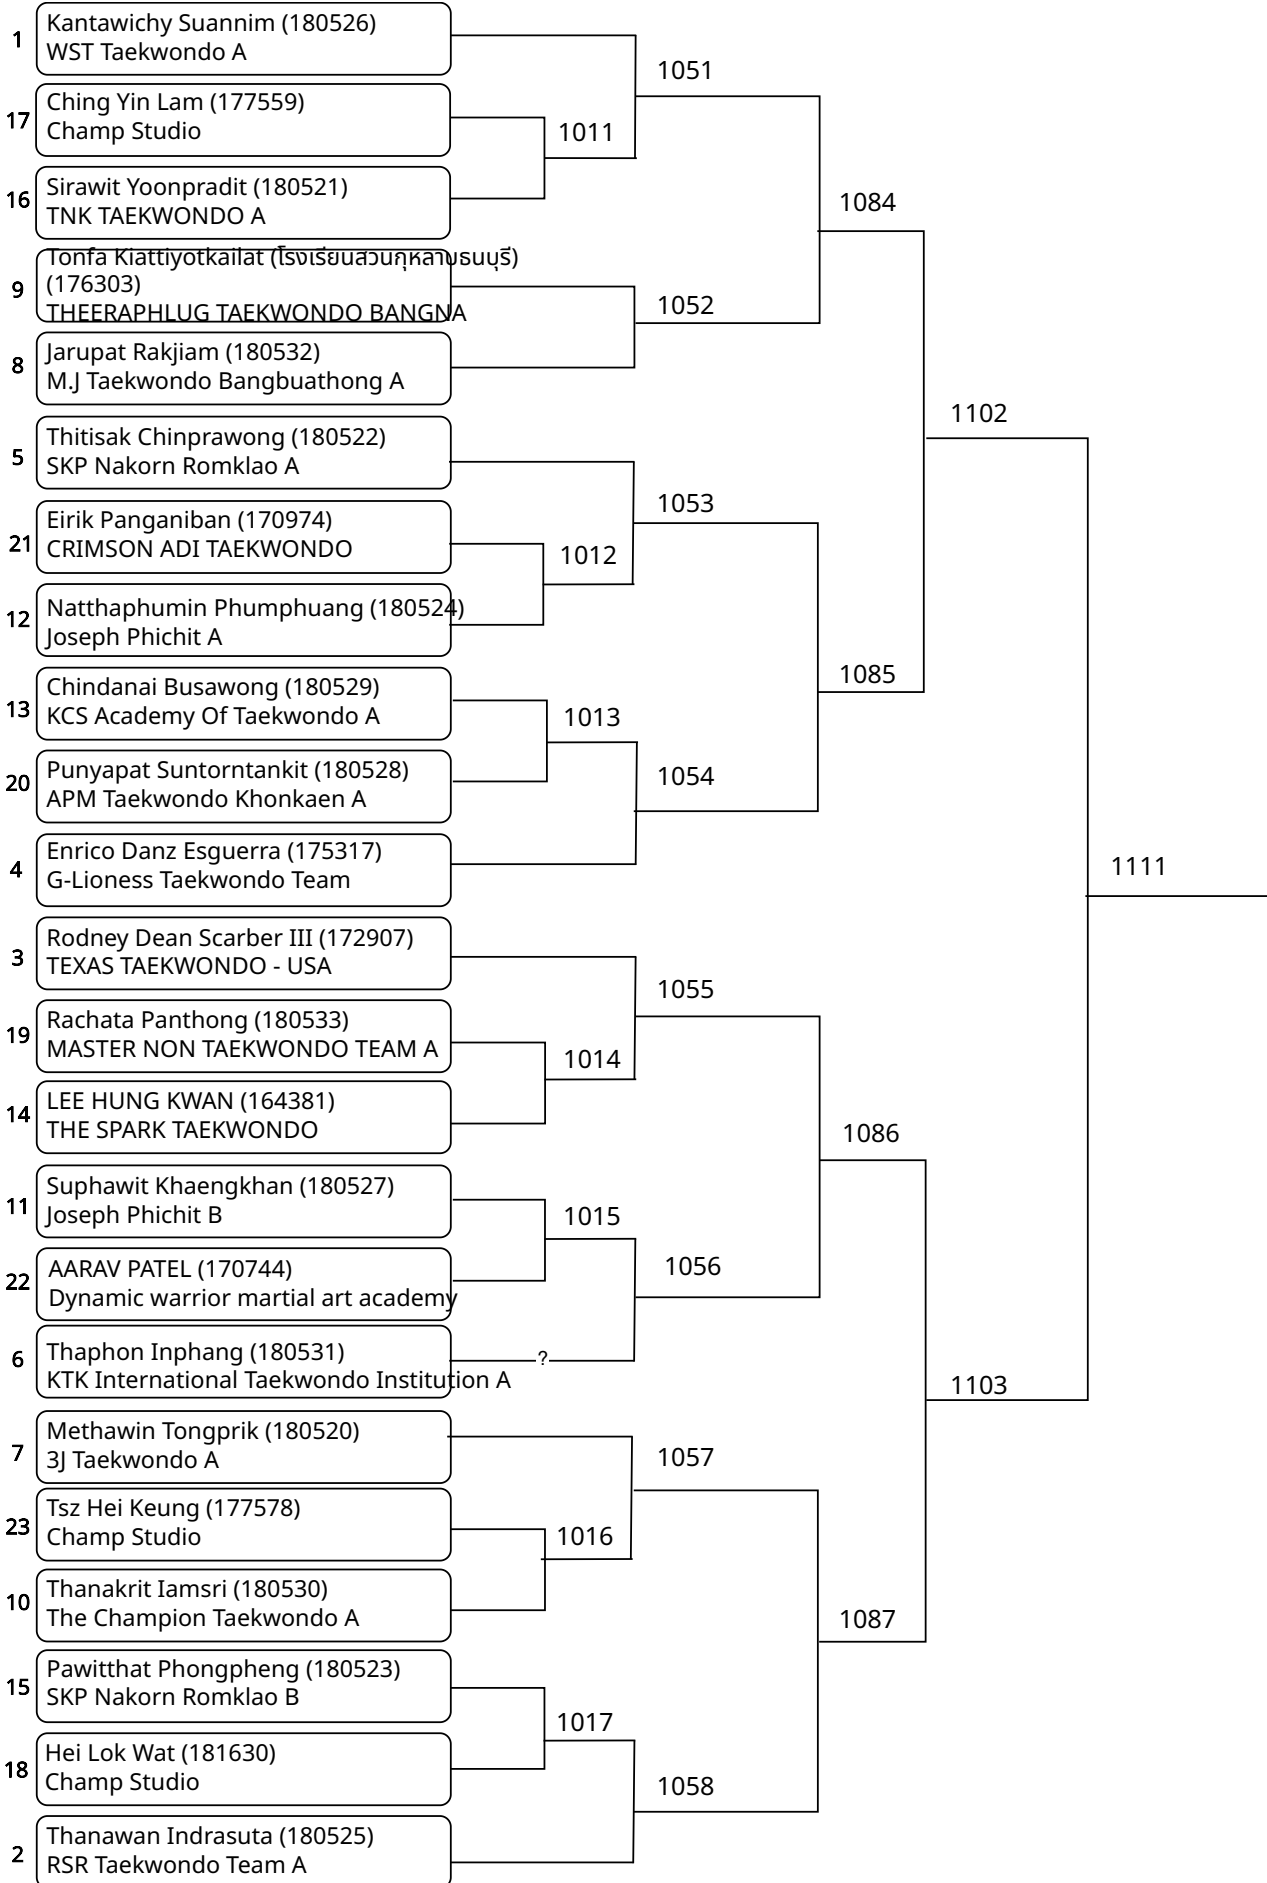 1
Kantawichy Suannim (180526)
WST Taekwondo A
1051
17
Ching Yin Lam (177559)
Champ Studio
1011
16
Sirawit Yoonpradit (180521)
TNK TAEKWONDO A
1084
9
Tonfa Kiattiyotkailat (โรงเรียนสวนกุหลาบธนบุรี)
(176303)
THEERAPHLUG TAEKWONDO BANGNA
1052
8
Jarupat Rakjiam (180532)
M.J Taekwondo Bangbuathong A
1102
5
Thitisak Chinprawong (180522)
SKP Nakorn Romklao A
1053
21
Eirik Panganiban (170974)
CRIMSON ADI TAEKWONDO
1012
12
Natthaphumin Phumphuang (180524)
Joseph Phichit A
1085
13
Chindanai Busawong (180529)
KCS Academy Of Taekwondo A
1013
20
Punyapat Suntorntankit (180528)
APM Taekwondo Khonkaen A
1054
4
Enrico Danz Esguerra (175317)
G-Lioness Taekwondo Team
1111
3
Rodney Dean Scarber III (172907)
TEXAS TAEKWONDO - USA
1055
19
Rachata Panthong (180533)
MASTER NON TAEKWONDO TEAM A
1014
14
LEE HUNG KWAN (164381)
THE SPARK TAEKWONDO
1086
11
Suphawit Khaengkhan (180527)
Joseph Phichit B
1015
22
AARAV PATEL (170744)
Dynamic warrior martial art academy
1056
6
Thaphon Inphang (180531)
KTK International Taekwondo Institution A
?
1103
7
Methawin Tongprik (180520)
3J Taekwondo A
1057
23
Tsz Hei Keung (177578)
Champ Studio
1016
10
Thanakrit Iamsri (180530)
The Champion Taekwondo A
1087
15
Pawitthat Phongpheng (180523)
SKP Nakorn Romklao B
1017
18
Hei Lok Wat (181630)
Champ Studio
1058
2
Thanawan Indrasuta (180525)
RSR Taekwondo Team A